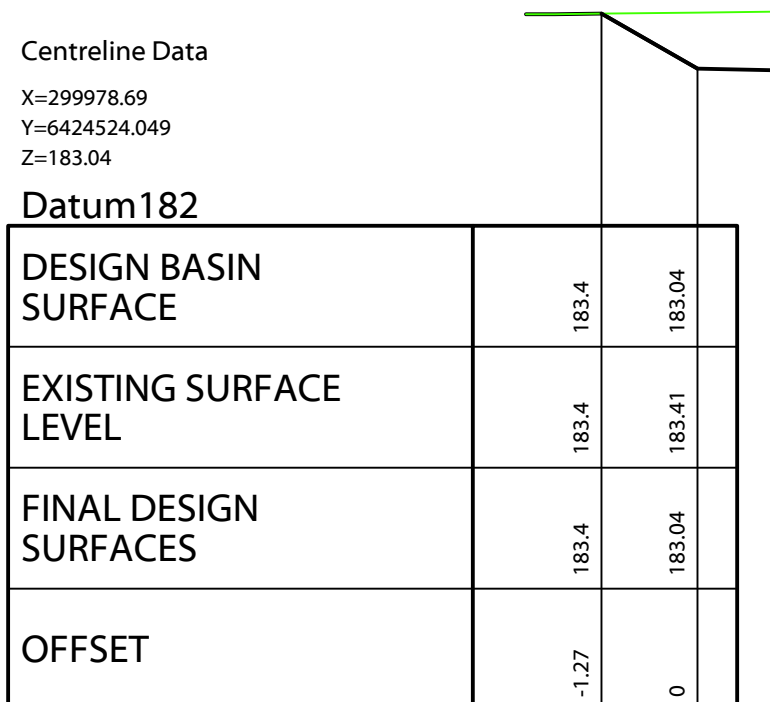 Centreline Data
X=299978.69
Y=6424524.049
Z=183.04
Datum182
DESIGN BASIN
SURFACE
183.4
183.04
EXISTING SURFACE
LEVEL
183.4
183.41
FINAL DESIGN
SURFACES
183.4
183.04
OFFSET
-1.27
0